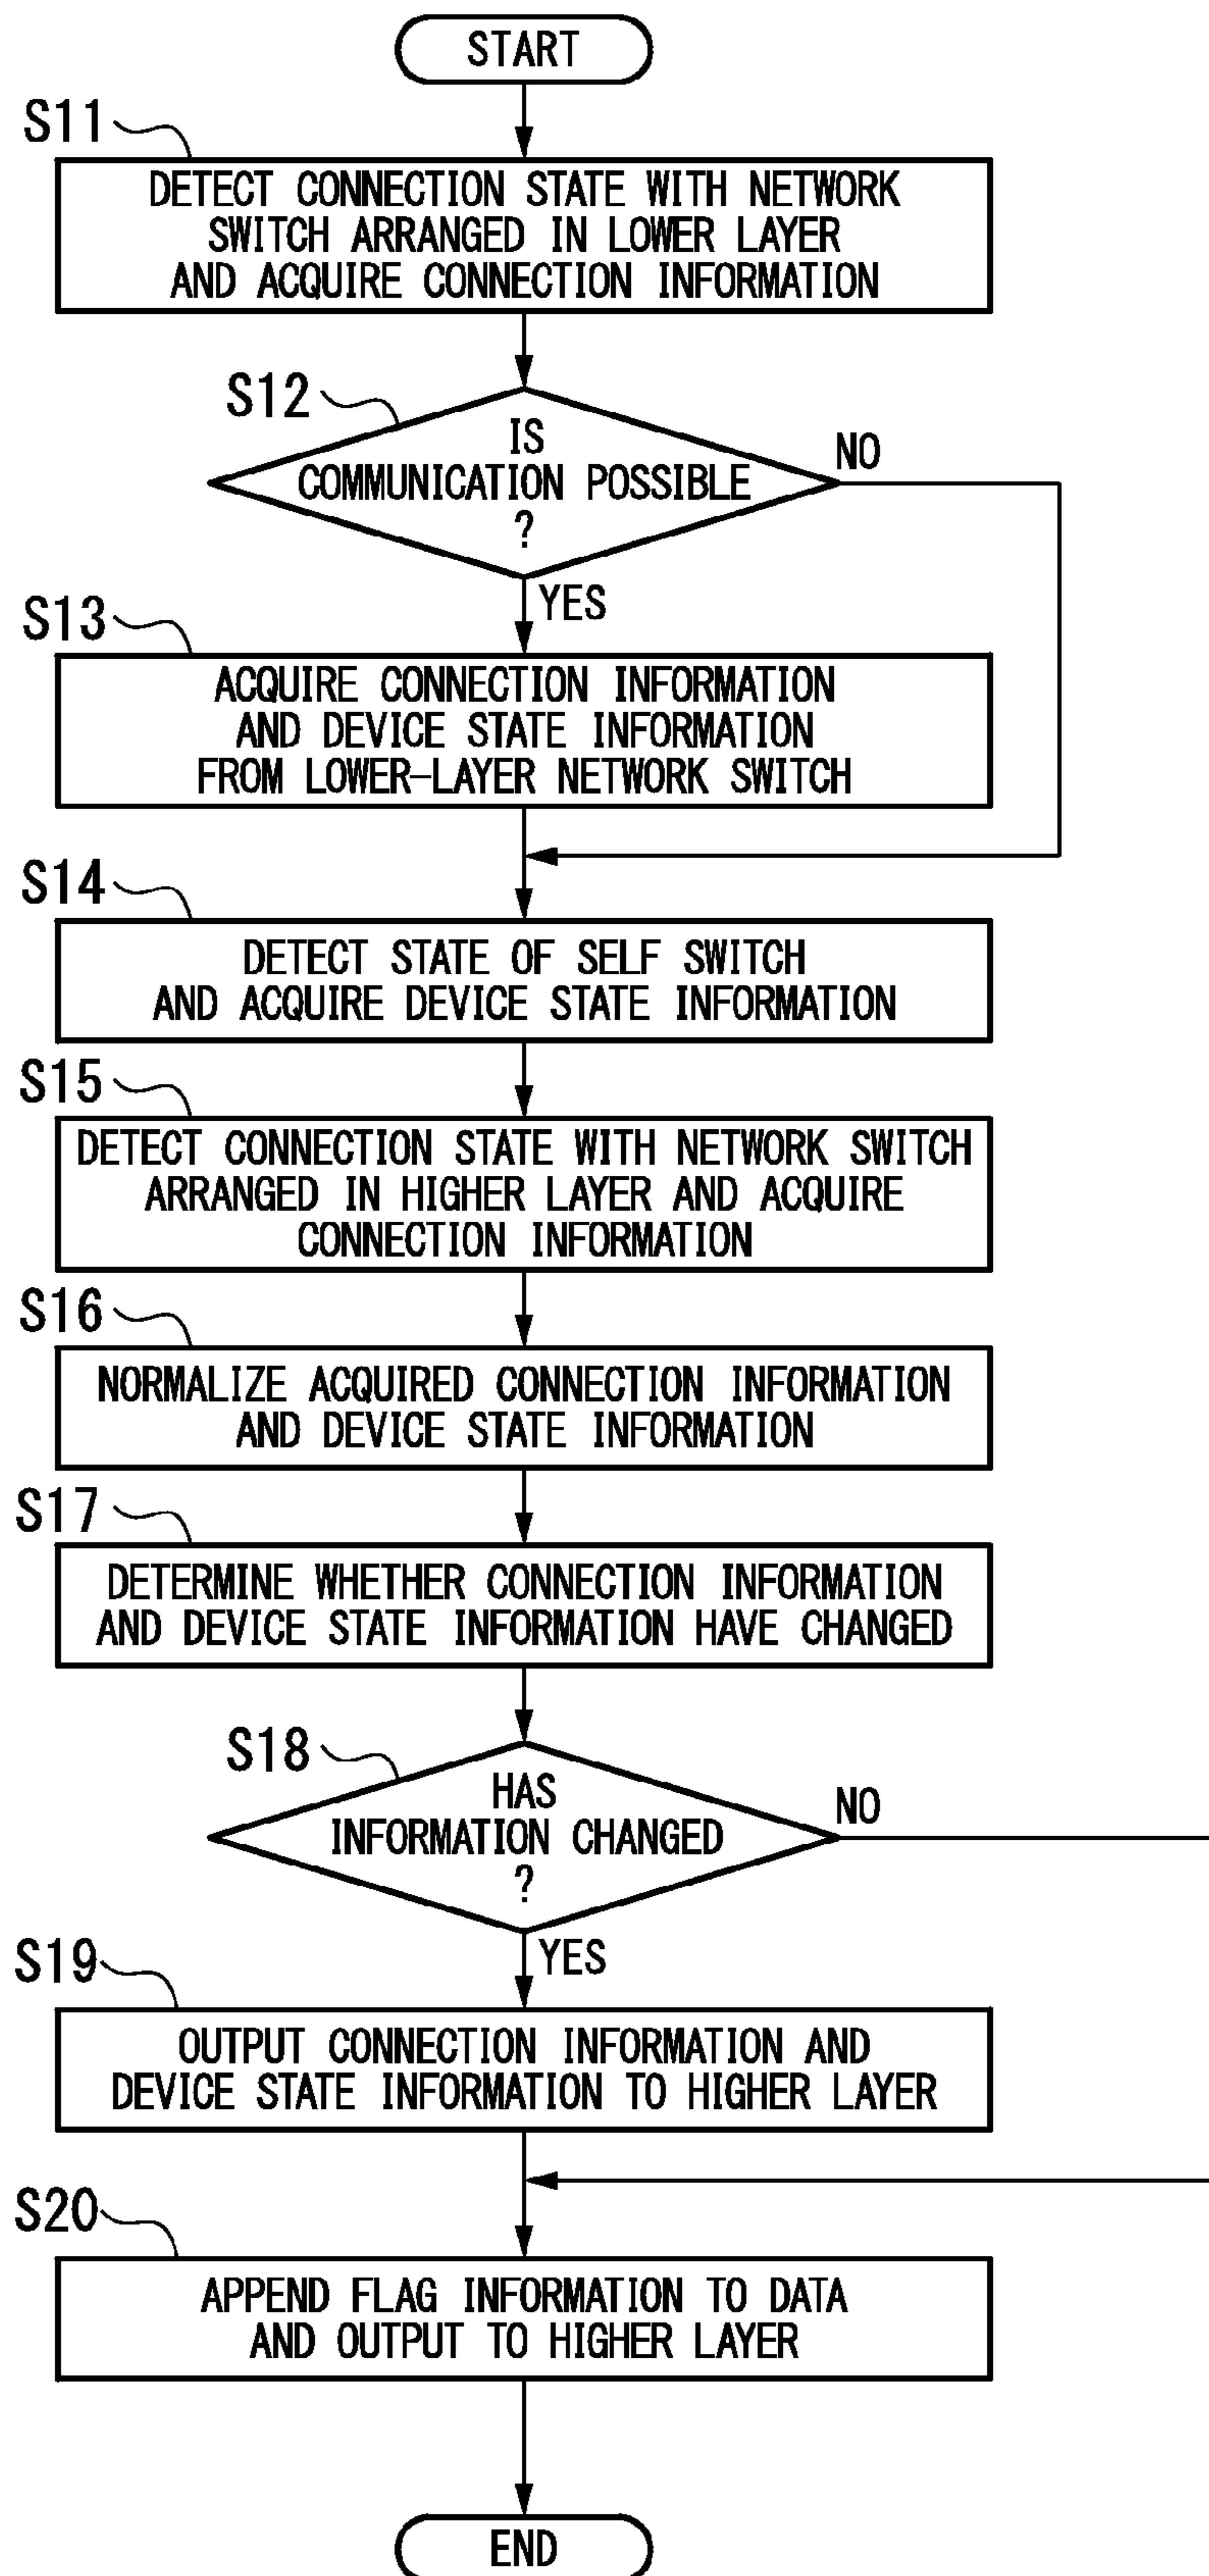 START
S11
DETECT CONNECTION STATE WITH NETWORK
SWITCH ARRANGED IN LOWER LAYER
AND ACQUIRE CONNECTION INFORMATION
S12
IS
COMMUNICATION POSSIBLE
?
NO
YES
S13
ACQUIRE CONNECTION INFORMATION
AND DEVICE STATE INFORMATION
FROM LOWER-LAYER NETWORK SWITCH
S14
DETECT STATE OF SELF SWITCH
AND ACQUIRE DEVICE STATE INFORMATION
S15
DETECT CONNECTION STATE WITH NETWORK SWITCH
ARRANGED IN HIGHER LAYER AND ACQUIRE
CONNECTION INFORMATION
S16
NORMALIZE ACQUIRED CONNECTION INFORMATION
AND DEVICE STATE INFORMATION
S17
DETERMINE WHETHER CONNECTION INFORMATION
AND DEVICE STATE INFORMATION HAVE CHANGED
S18
HAS
INFORMATION CHANGED
?
NO
YES
S19
OUTPUT CONNECTION INFORMATION AND
DEVICE STATE INFORMATION TO HIGHER LAYER
S20
APPEND FLAG INFORMATION TO DATA
AND OUTPUT TO HIGHER LAYER
END